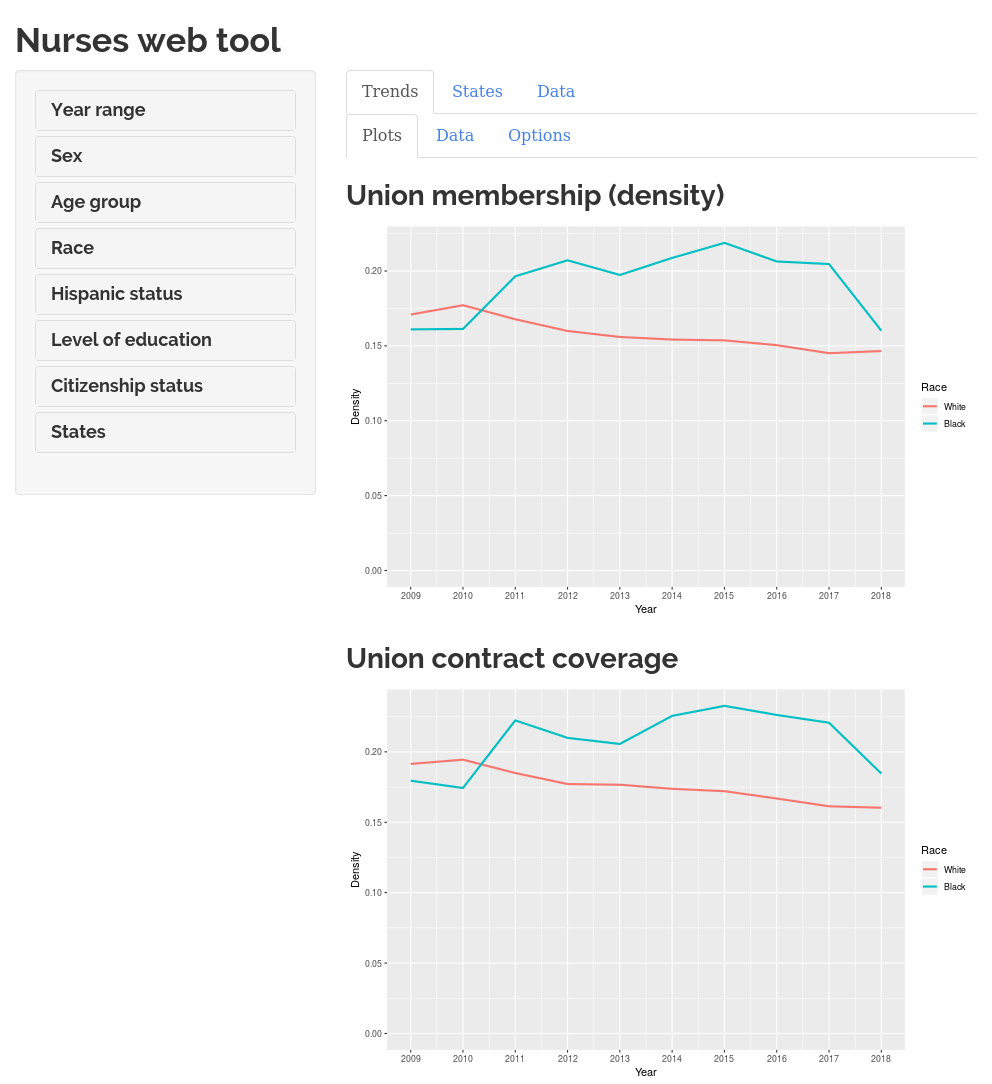 Nurses web tool
Year range
Sex
Age group
Race
Hispanic status
Level of education
Citizenship status
States
Trends States Data
Plots Data Options
Union membership (density)
0.20
0.15
0.10
0.05
0.00
Density
2009 2010 2011 2012 2013 2014 2015 2016 2017 2018
Year
Race
White
Black
Union contract coverage
0.20
0.15
0.10
0.05
0.00
Density
2009 2010 2011 2012 2013 2014 2015 2016 2017 2018
Year
Race
White
Black